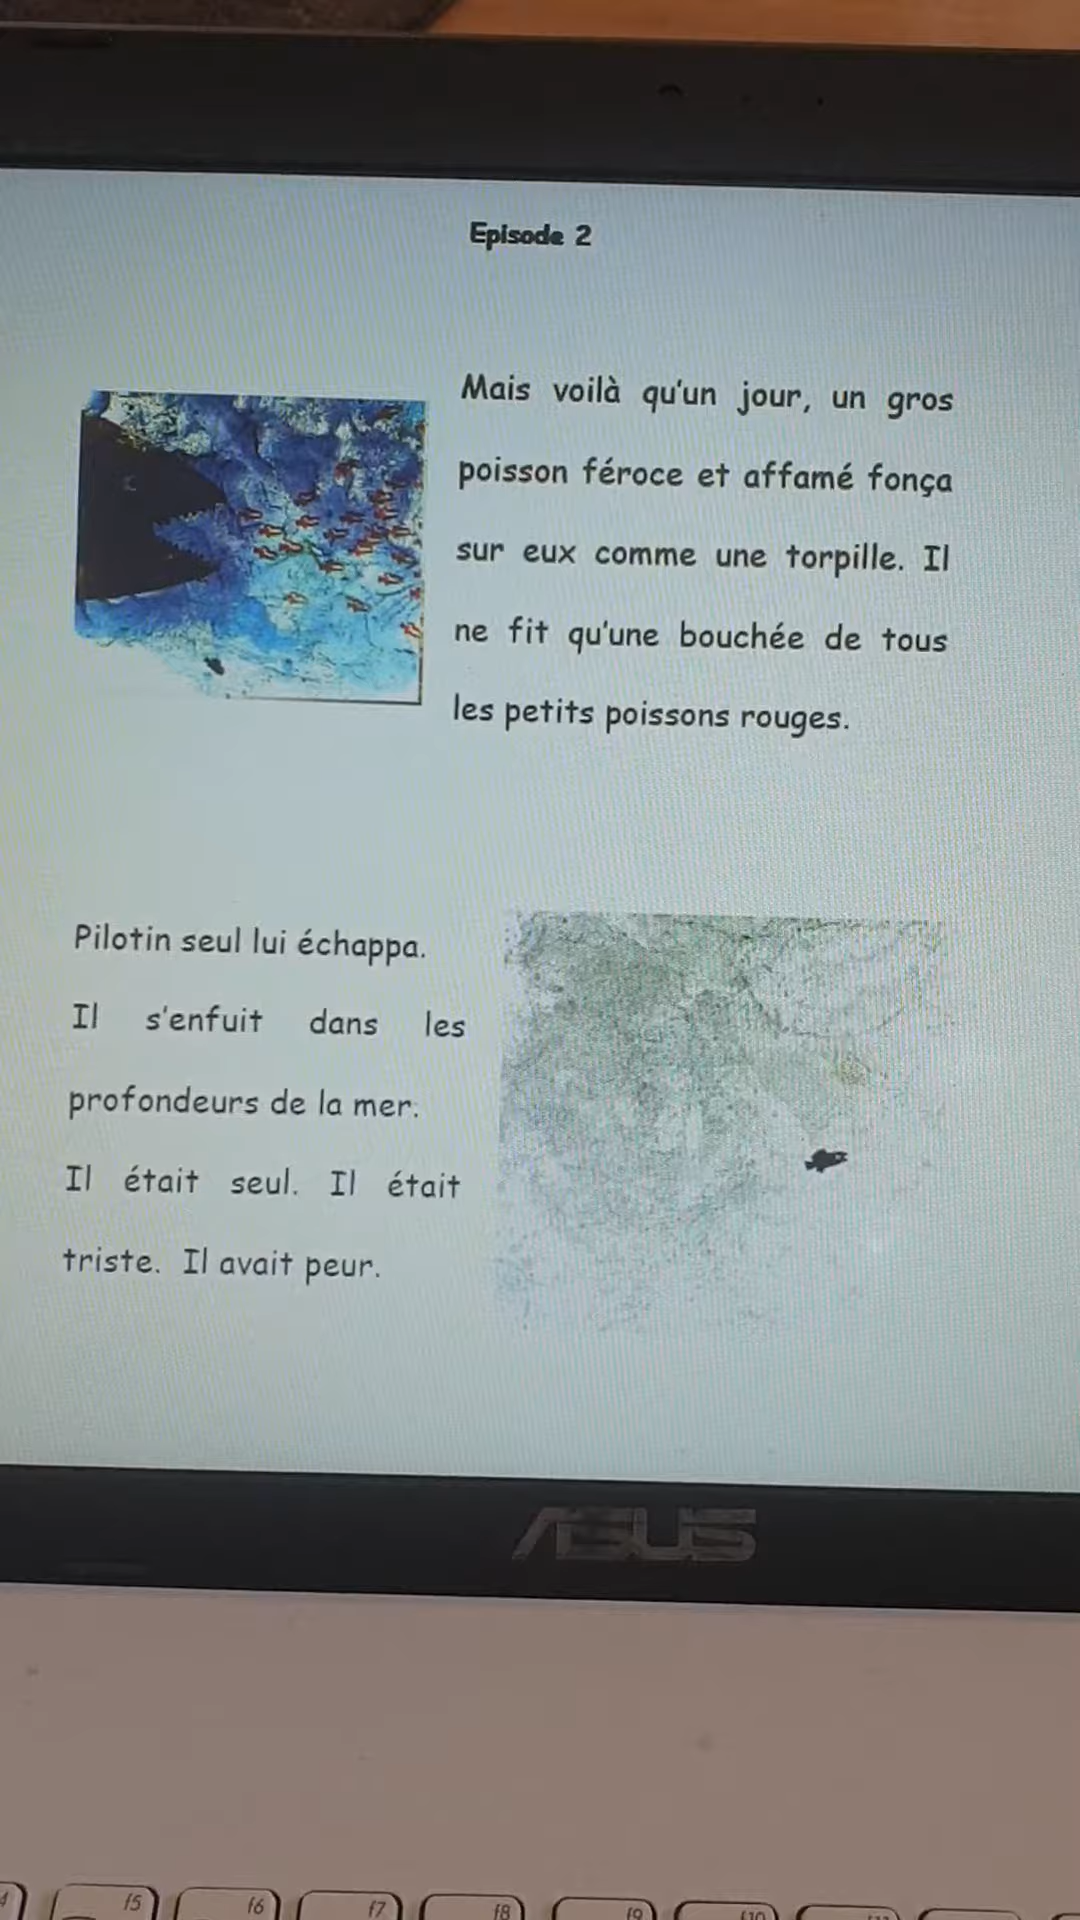 Episode 2
Mais voilà qu'un jour, un gros
poisson féroce et affamé fonça
sur eux comme une torpille. Il
ne fit qu'une bouchée de tous
les petits poissons rouges.
Pilotin seul lui échappa.
Il s'enfuit dans les
profondeurs de la mer.
Il était seul. Il était
triste. Il avait peur.
ASUS
f5 f6 f7 f8 f9 f10